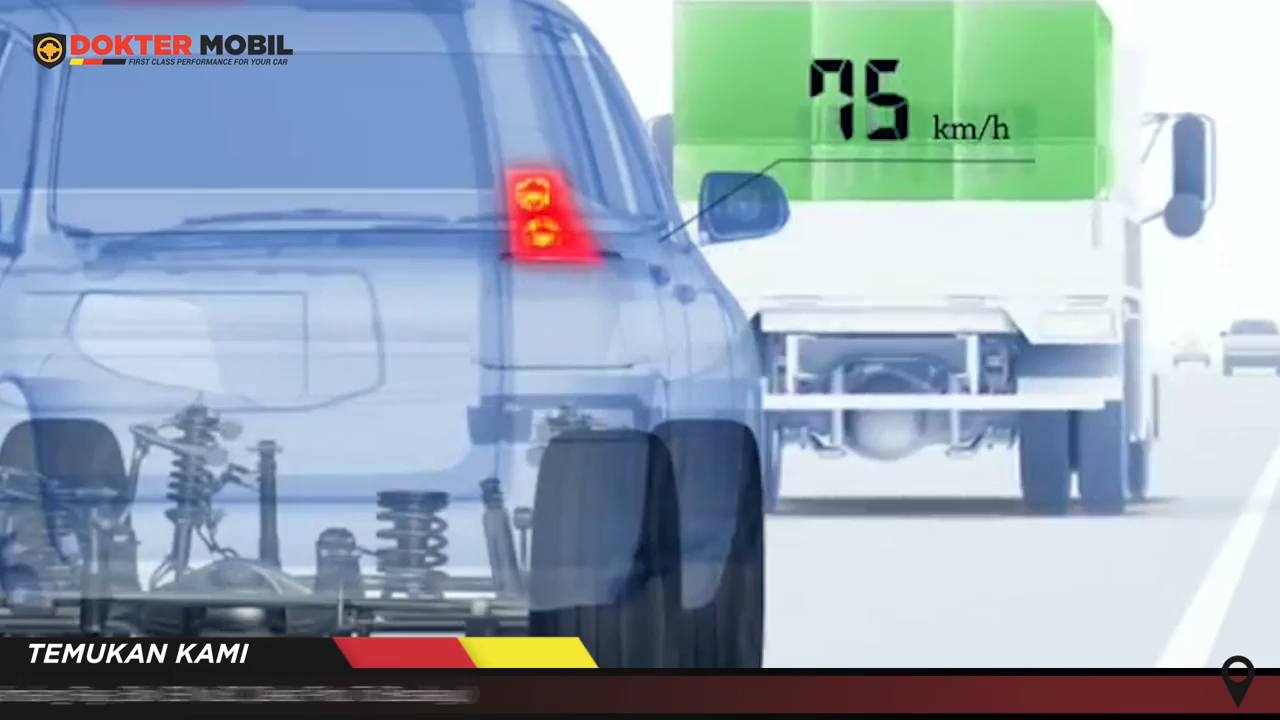 DOKTER MOBIL
FIRST CLASS PERFORMANCE FOR YOUR CAR
75 km/h
TEMUKAN KAMI